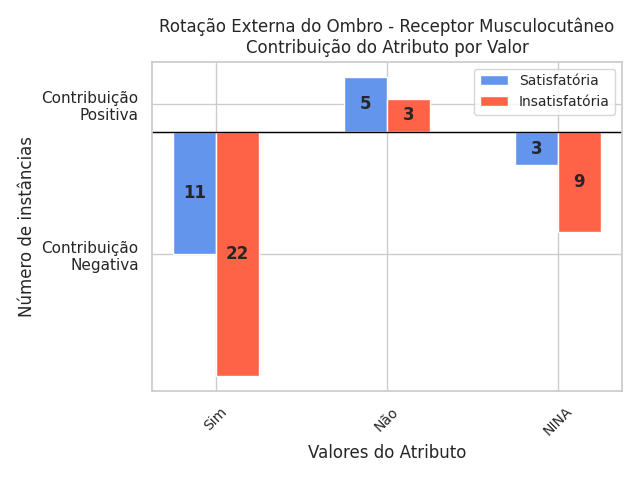 Rotação Externa do Ombro - Receptor Musculocutâneo
Contribuição do Atributo por Valor
Satisfatória
Insatisfatória
Contribuição
Positiva
Contribuição
Negativa
Número de instâncias
5
3
11
22
3
9
Sim
Não
NINA
Valores do Atributo